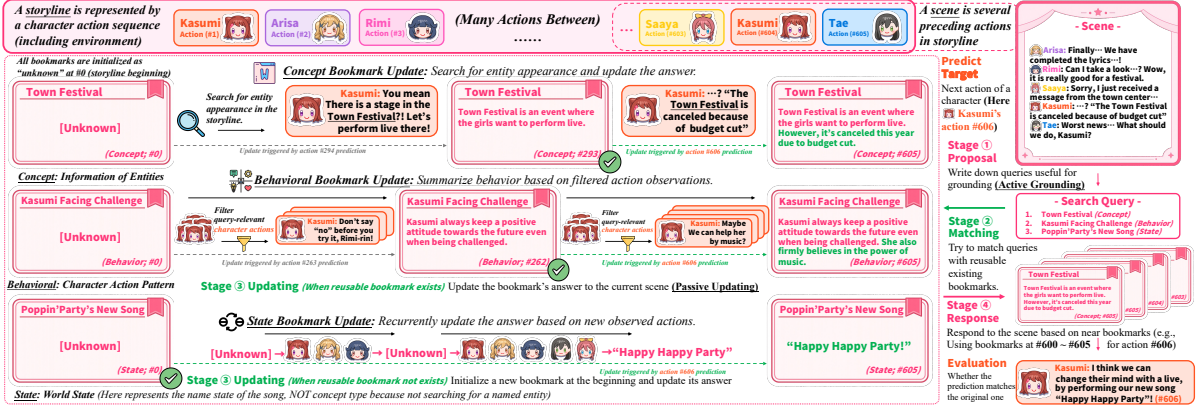 A storyline is represented by
a character action sequence
(including environment)
Kasumi
Action (#1)
Arisa
Action (#2)
Rimi
Action (#3)
(Many Actions Between)
......
...
Saaya
Action (#603)
Kasumi
Action (#604)
Tae
Action (#605)
A scene is several
preceding actions
in storyline
All bookmarks are initialized as
“unknown” at #0 (storyline beginning)
Concept Bookmark Update: Search for entity appearance and update the answer.
Town Festival
[Unknown]
(Concept; #0)
Search for entity
appearance in the
storyline.
Kasumi: You mean
There is a stage in the
Town Festival?! Let’s
perform live there!
Update triggered by action #294 prediction
Town Festival
Town Festival is an event where
the girls want to perform live.
(Concept; #293)
Kasumi: ···? “The
Town Festival is
canceled because
of budget cut”
Update triggered by action #606 prediction
Town Festival
Town Festival is an event where
the girls want to perform live.
However, it’s canceled this year
due to budget cut.
(Concept; #605)
Concept: Information of Entities
Behavioral Bookmark Update: Summarize behavior based on filtered action observations.
Kasumi Facing Challenge
[Unknown]
(Behavior; #0)
Filter
query-relevant
character actions
Kasumi: Don’t say
“no” before you
try it, Rimi-rin!
Update triggered by action #263 prediction
Kasumi Facing Challenge
Kasumi always keep a positive
attitude towards the future even
when being challenged.
(Behavior; #262)
Filter
query-relevant
character actions
Kasumi: Maybe
We can help her
by music?
Update triggered by action #606 prediction
Kasumi Facing Challenge
Kasumi always keep a positive
attitude towards the future even
when being challenged. She also
firmly believes in the power of
music.
(Behavior; #605)
Behavioral: Character Action Pattern
Stage ③ Updating (When reusable bookmark exists) Update the bookmark’s answer to the current scene (Passive Updating)
Poppin’Party’s New Song
[Unknown]
(State; #0)
State Bookmark Update: Recurrently update the answer based on new observed actions.
[Unknown]
[Unknown]
“Happy Happy Party”
Update triggered by action #606 prediction
Poppin’Party’s New Song
“Happy Happy Party!”
(State; #605)
Stage ③ Updating (When reusable bookmark not exists) Initialize a new bookmark at the beginning and update its answer
State: World State (Here represents the name state of the song, NOT concept type because not searching for a named entity)
Predict
Target
Next action of a
character (Here
Kasumi’s
action #606)
- Scene -
Arisa: Finally··· We have
completed the lyrics···!
Rimi: Can I take a look···? Wow,
it is really good for a festival.
Saaya: Sorry, I just received a
message from the town center···
Kasumi: ···? “The Town Festival
is canceled because of budget cut”
Tae: Worst news··· What should
we do, Kasumi?
Stage ①
Proposal
Write down queries useful for
grounding (Active Grounding)
- Search Query -
1. Town Festival (Concept)
2. Kasumi Facing Challenge (Behavior)
3. Poppin’Party’s New Song (State)
Stage ②
Matching
Try to match queries
with reusable
existing
bookmarks.
Town Festival
Town Festival is an event where
the girls want to perform live.
However, it’s canceled this year
due to budget cut.
(Concept; #605)
#605)
#604)
#603)
Stage ④
Response
Respond to the scene based on near bookmarks (e.g.,
Using bookmarks at #600 ~ #605 for action #606)
Evaluation
Whether the
prediction matches
the original one
Kasumi: I think we can
change their mind with a live,
by performing our new song
“Happy Happy Party”! (#606)